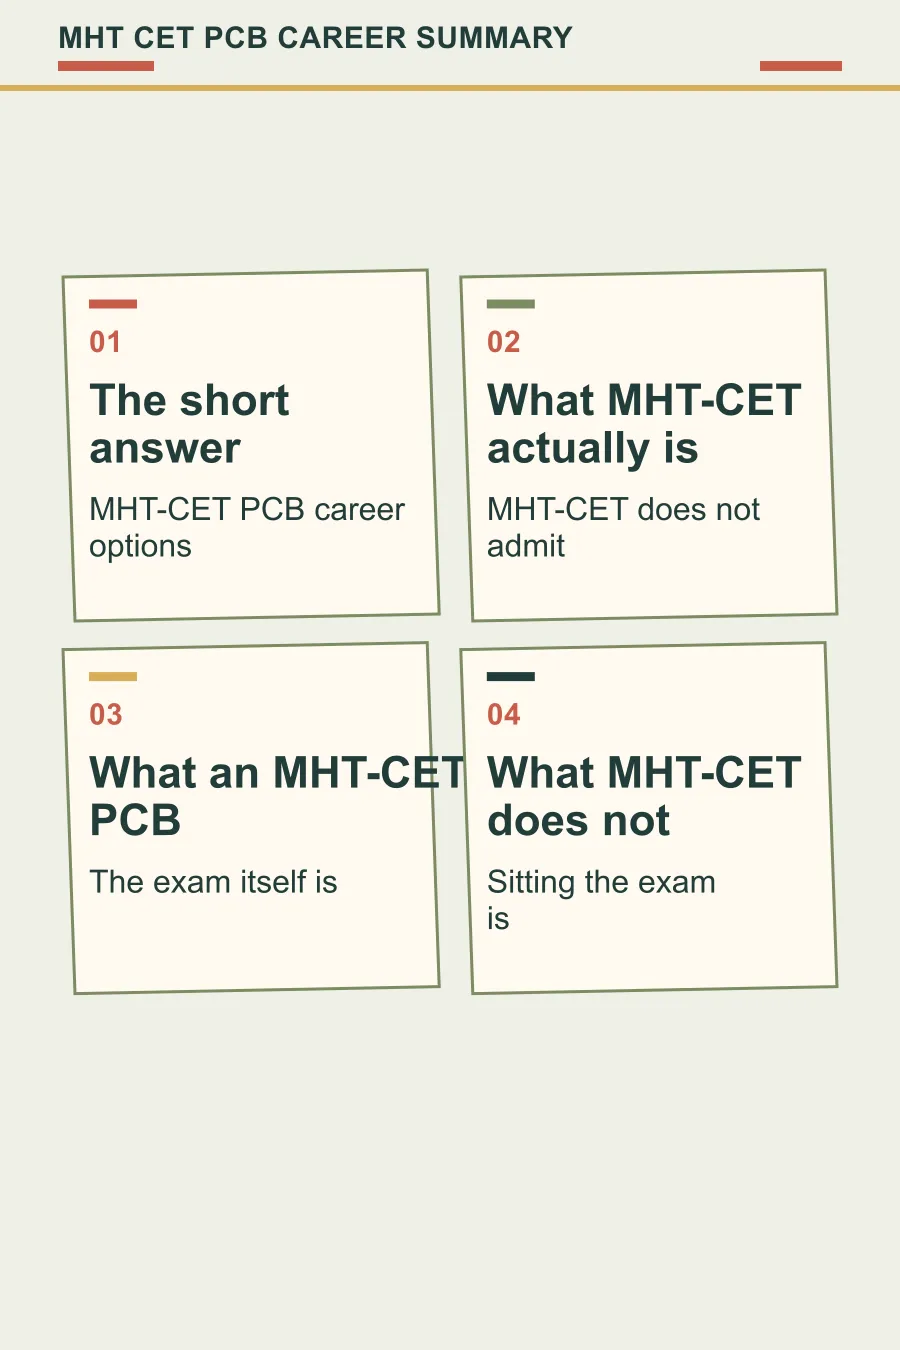 MHT CET PCB CAREER SUMMARY
01
The short
answer
MHT-CET PCB career
options
02
What MHT-CET
actually is
MHT-CET does not
admit
03
What an MHT-CET
PCB
The exam itself is
04
What MHT-CET
does not
Sitting the exam
is